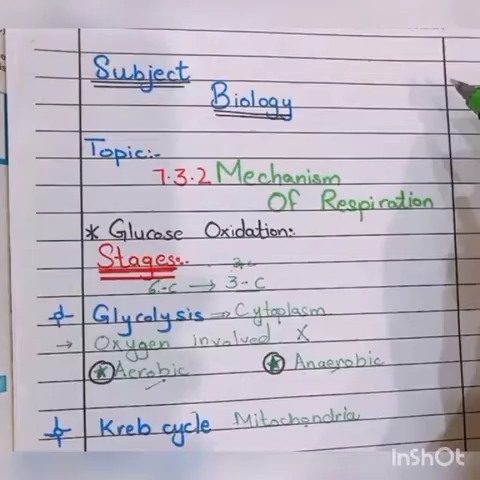 Subject
Biology
Topic:-
7.3.2 Mechanism
Of Respiration
* Glucose Oxidation:-
Stages:-
3-C
6-C → 3-C
Glycolysis → Cytoplasm
→ Oxygen involved X
Aerobic Anaerobic
Kreb cycle Mitochondria
InShOt